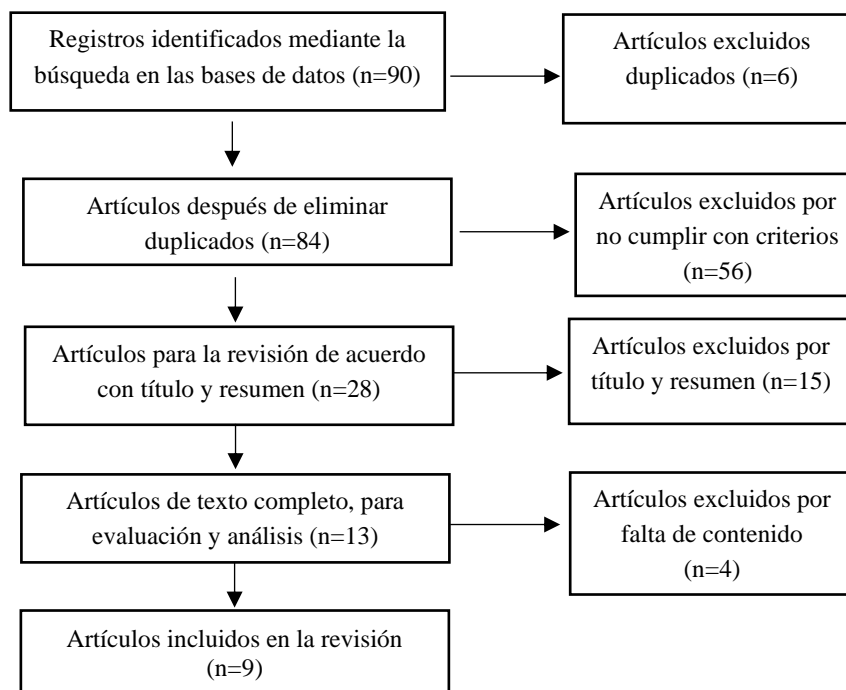 Registros identificados mediante la
búsqueda en las bases de datos (n=90)
Artículos excluidos
duplicados (n=6)
Artículos después de eliminar
duplicados (n=84)
Artículos excluidos por
no cumplir con criterios
(n=56)
Artículos para la revisión de acuerdo
con título y resumen (n=28)
Artículos excluidos por
título y resumen (n=15)
Artículos de texto completo, para
evaluación y análisis (n=13)
Artículos excluidos por
falta de contenido
(n=4)
Artículos incluidos en la revisión
(n=9)